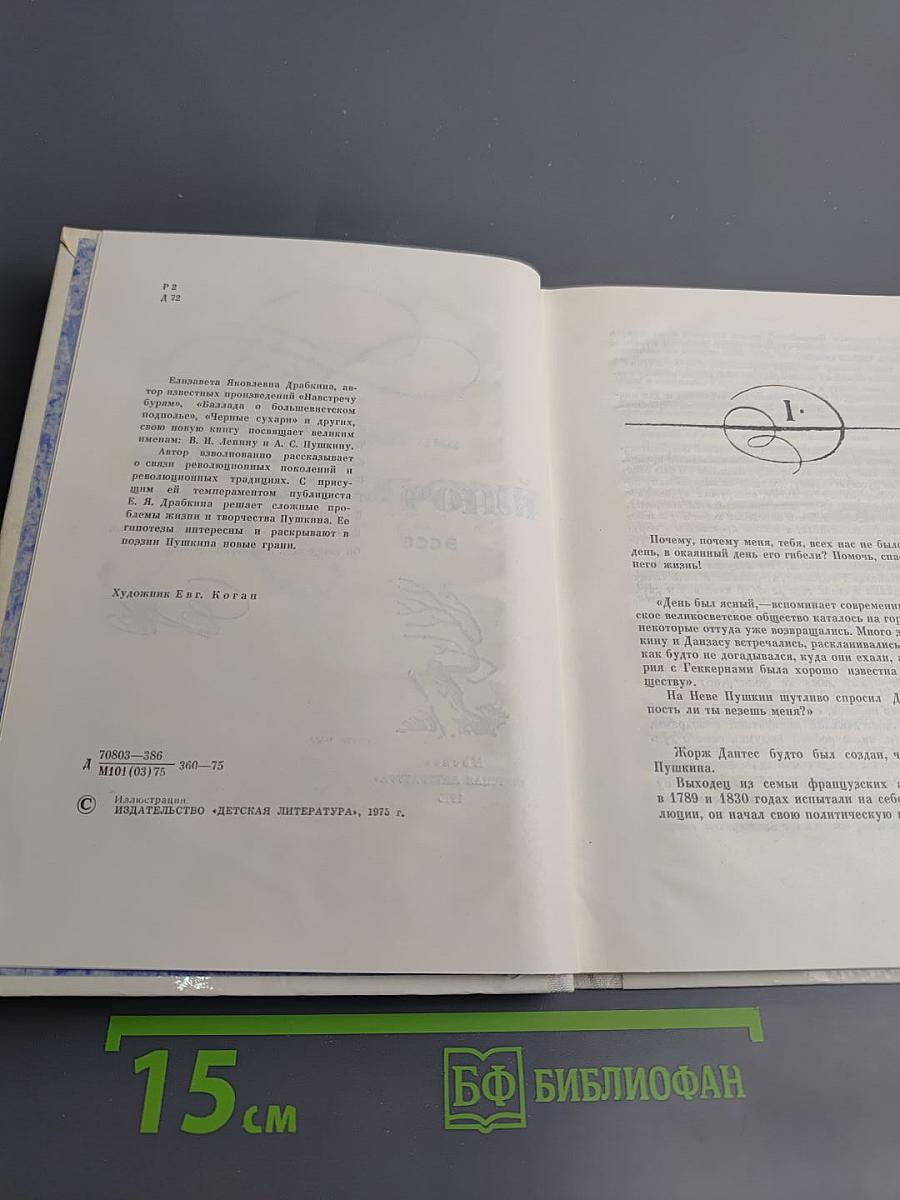 Р 2
Д 72
Елизавета Яковлевна Драбкина, ав-
тор известных произведений «Навстречу
бурям», «Баллада о большевистском
подполье», «Черные сухари» и других,
свою новую книгу посвящает великим
именам: В. И. Ленину и А. С. Пушкину.
Автор взволнованно рассказывает
о связи революционных поколений и
революционных традициях. С прису-
щим ей темпераментом публициста
Е. Я. Драбкина решает сложные про-
блемы жизни и творчества Пушкина. Ее
гипотезы интересны и раскрывают в
поэзии Пушкина новые грани.
Художник Евг. Коган
Д 70803—386 360—75
М101(03)75
© Иллюстрации.
ИЗДАТЕЛЬСТВО «ДЕТСКАЯ ЛИТЕРАТУРА», 1975 г.
I.
Почему, почему меня, тебя, всех нас не было
день, в окаянный день его гибели? Помочь, спас
него жизнь!
«День был ясный,—вспоминает современни
ское великосветское общество каталось на гор
некоторые оттуда уже возвращались. Много з
кину и Данзасу встречались, раскланивались
как будто не догадывался, куда они ехали, а
рия с Геккернами была хорошо известна
ществу».
На Неве Пушкин шутливо спросил Д
пость ли ты везешь меня?»
Жорж Дантес будто был создан, ч
Пушкина.
Выходец из семьи французских а
в 1789 и 1830 годах испытали на себе
люции, он начал свою политическую
15 см
БФ БИБЛИОФАН